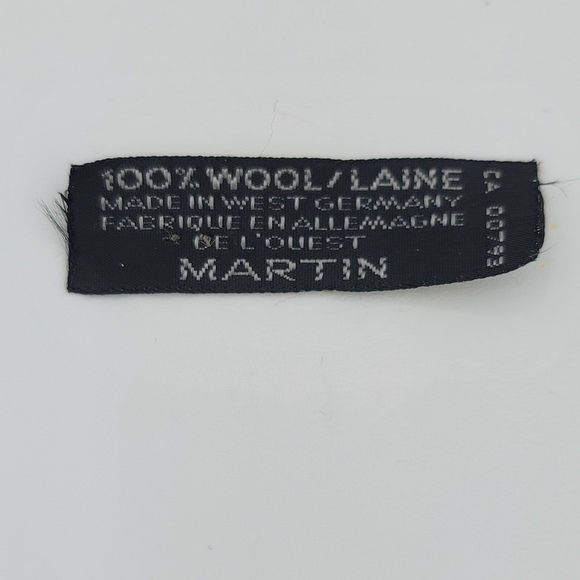 100% WOOL/LAINE
MADE IN WEST GERMANY
FABRIQUE EN ALLEMAGNE
DE L'OUEST
MARTIN
CA 00793